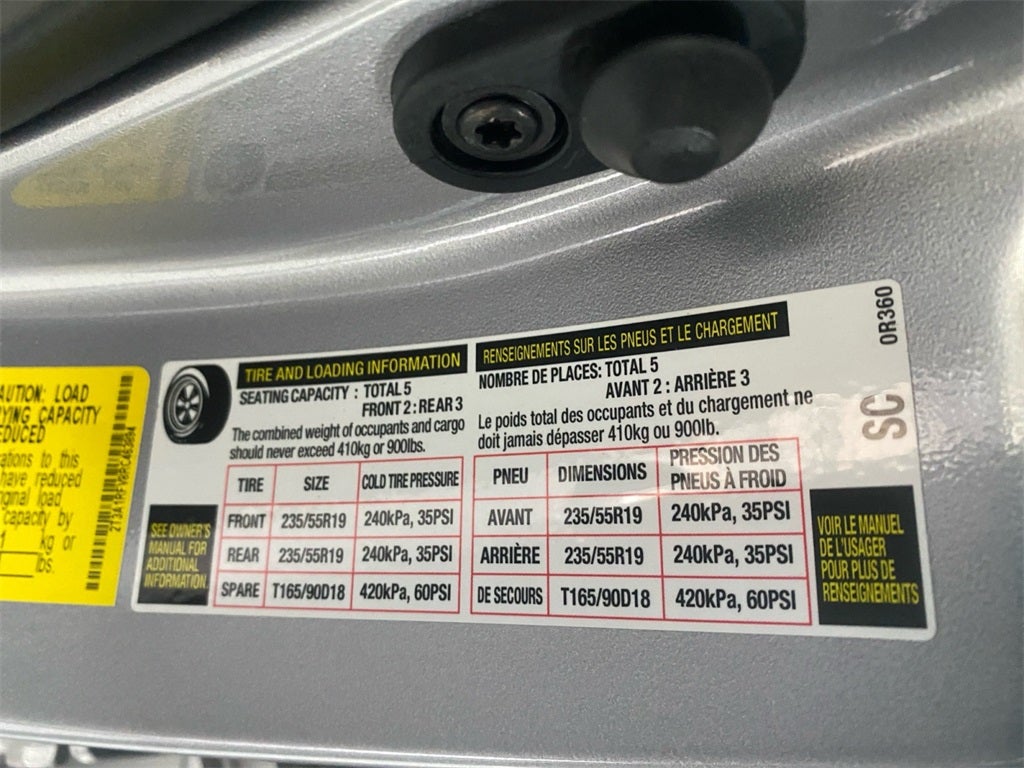 AUTION: LOAD
RYING CAPACITY
EDUCED
ations to this
have reduced
ginal load
capacity by
kg or
lbs.
TIRE AND LOADING INFORMATION
SEATING CAPACITY : TOTAL 5
FRONT 2 : REAR 3
The combined weight of occupants and cargo
should never exceed 410kg or 900lbs.
TIRE SIZE COLD TIRE PRESSURE
FRONT 235/55R19 240kPa, 35PSI
REAR 235/55R19 240kPa, 35PSI
SPARE T165/90D18 420kPa, 60PSI
SEE OWNER'S
MANUAL FOR
ADDITIONAL
INFORMATION.
RENSEIGNEMENTS SUR LES PNEUS ET LE CHARGEMENT
NOMBRE DE PLACES: TOTAL 5
AVANT 2 : ARRIÈRE 3
Le poids total des occupants et du chargement ne
doit jamais dépasser 410kg ou 900lb.
PNEU DIMENSIONS PRESSION DES
PNEUS À FROID
AVANT 235/55R19 240kPa, 35PSI
ARRIÈRE 235/55R19 240kPa, 35PSI
DE SECOURS T165/90D18 420kPa, 60PSI
VOIR LE MANUEL
DE L'USAGER
POUR PLUS DE
RENSEIGNEMENTS
0R360
SC